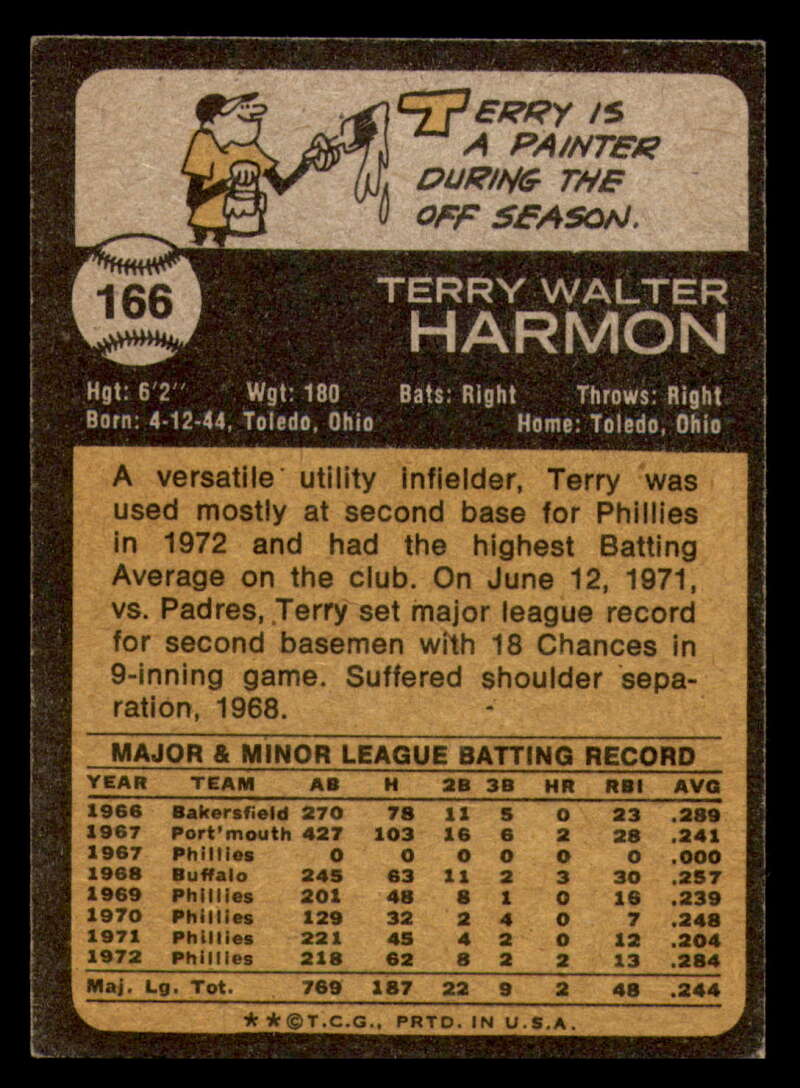 TERRY IS
A PAINTER
DURING THE
OFF SEASON.
166
TERRY WALTER
HARMON
Hgt: 6'2" Wgt: 180 Bats: Right Throws: Right
Born: 4-12-44, Toledo, Ohio Home: Toledo, Ohio
A versatile utility infielder, Terry was
used mostly at second base for Phillies
in 1972 and had the highest Batting
Average on the club. On June 12, 1971,
vs. Padres, Terry set major league record
for second basemen with 18 Chances in
9-inning game. Suffered shoulder sepa-
ration, 1968.
MAJOR & MINOR LEAGUE BATTING RECORD
YEAR TEAM AB H 2B 3B HR RBI AVG
1966 Bakersfield 270 78 11 5 0 23 .289
1967 Port'mouth 427 103 16 6 2 28 .241
1967 Phillies 0 0 0 0 0 0 .000
1968 Buffalo 245 63 11 2 3 30 .257
1969 Phillies 201 48 8 1 0 16 .239
1970 Phillies 129 32 2 4 0 7 .248
1971 Phillies 221 45 4 2 0 12 .204
1972 Phillies 218 62 8 2 2 13 .284
Maj. Lg. Tot. 769 187 22 9 2 48 .244
**©T.C.G., PRTD. IN U.S.A.